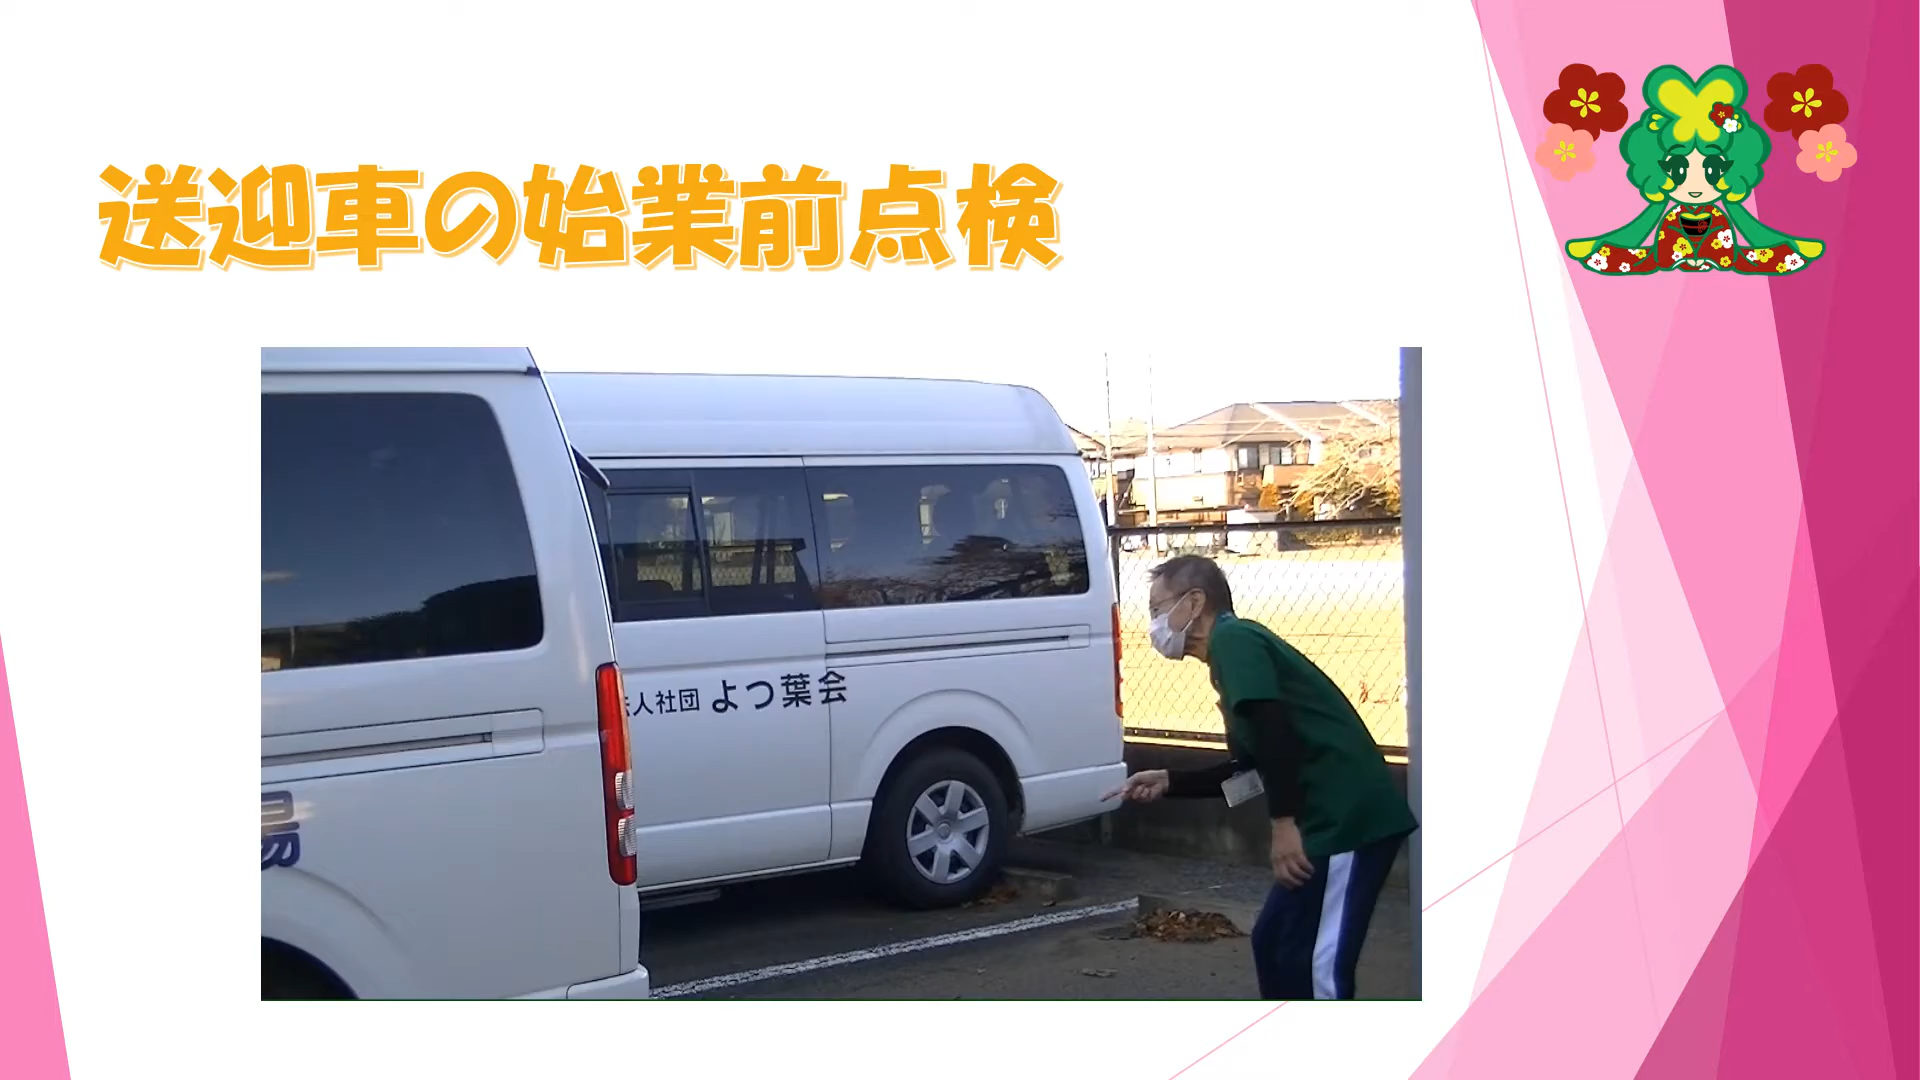 送迎車の始業前点検
人社団 よつ葉会